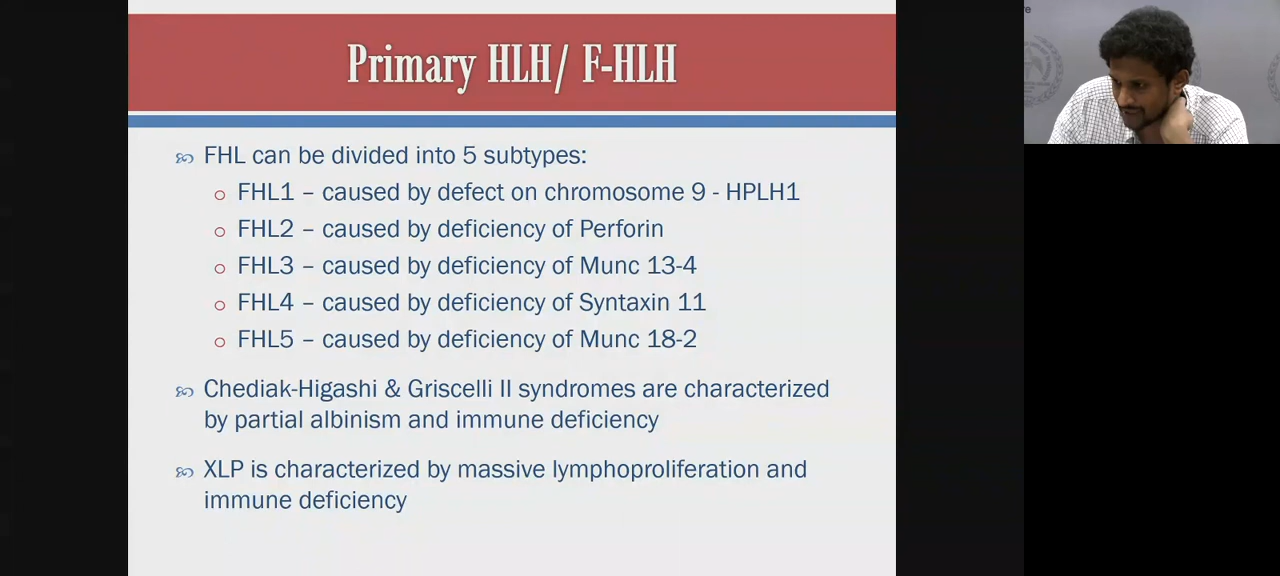 Primary HLH/ F-HLH
FHL can be divided into 5 subtypes:
FHL1 – caused by defect on chromosome 9 - HPLH1
FHL2 – caused by deficiency of Perforin
FHL3 – caused by deficiency of Munc 13-4
FHL4 – caused by deficiency of Syntaxin 11
FHL5 – caused by deficiency of Munc 18-2
Chediak-Higashi & Griscelli II syndromes are characterized
by partial albinism and immune deficiency
XLP is characterized by massive lymphoproliferation and
immune deficiency